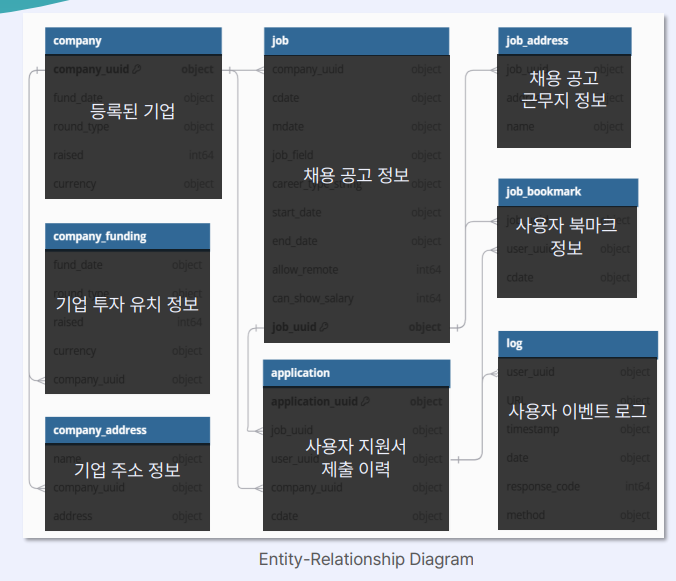 company
company_uuid object
fund_date object
등록된 기업
round_type object
raised int64
currency object
company_funding
fund_date object
round_type object
기업 투자 유치 정보
raised int64
currency object
company_uuid object
company_address
name object
기업 주소 정보
company_uuid object
address object
job
company_uuid object
cdate object
mdate object
job_field object
채용 공고 정보
career_type_string object
start_date object
end_date object
allow_remote int64
can_show_salary int64
job_uuid object
application
application_uuid object
job_uuid object
사용자 지원서
user_uuid object
제출 이력
company_uuid object
cdate object
job_address
job_uuid object
채용 공고
object
근무지 정보
name object
job_bookmark
object
사용자 북마크
user_uuid object
정보
cdate object
log
user_uuid object
URL object
사용자 이벤트 로그
timestamp object
date object
response_code int64
method object
Entity-Relationship Diagram